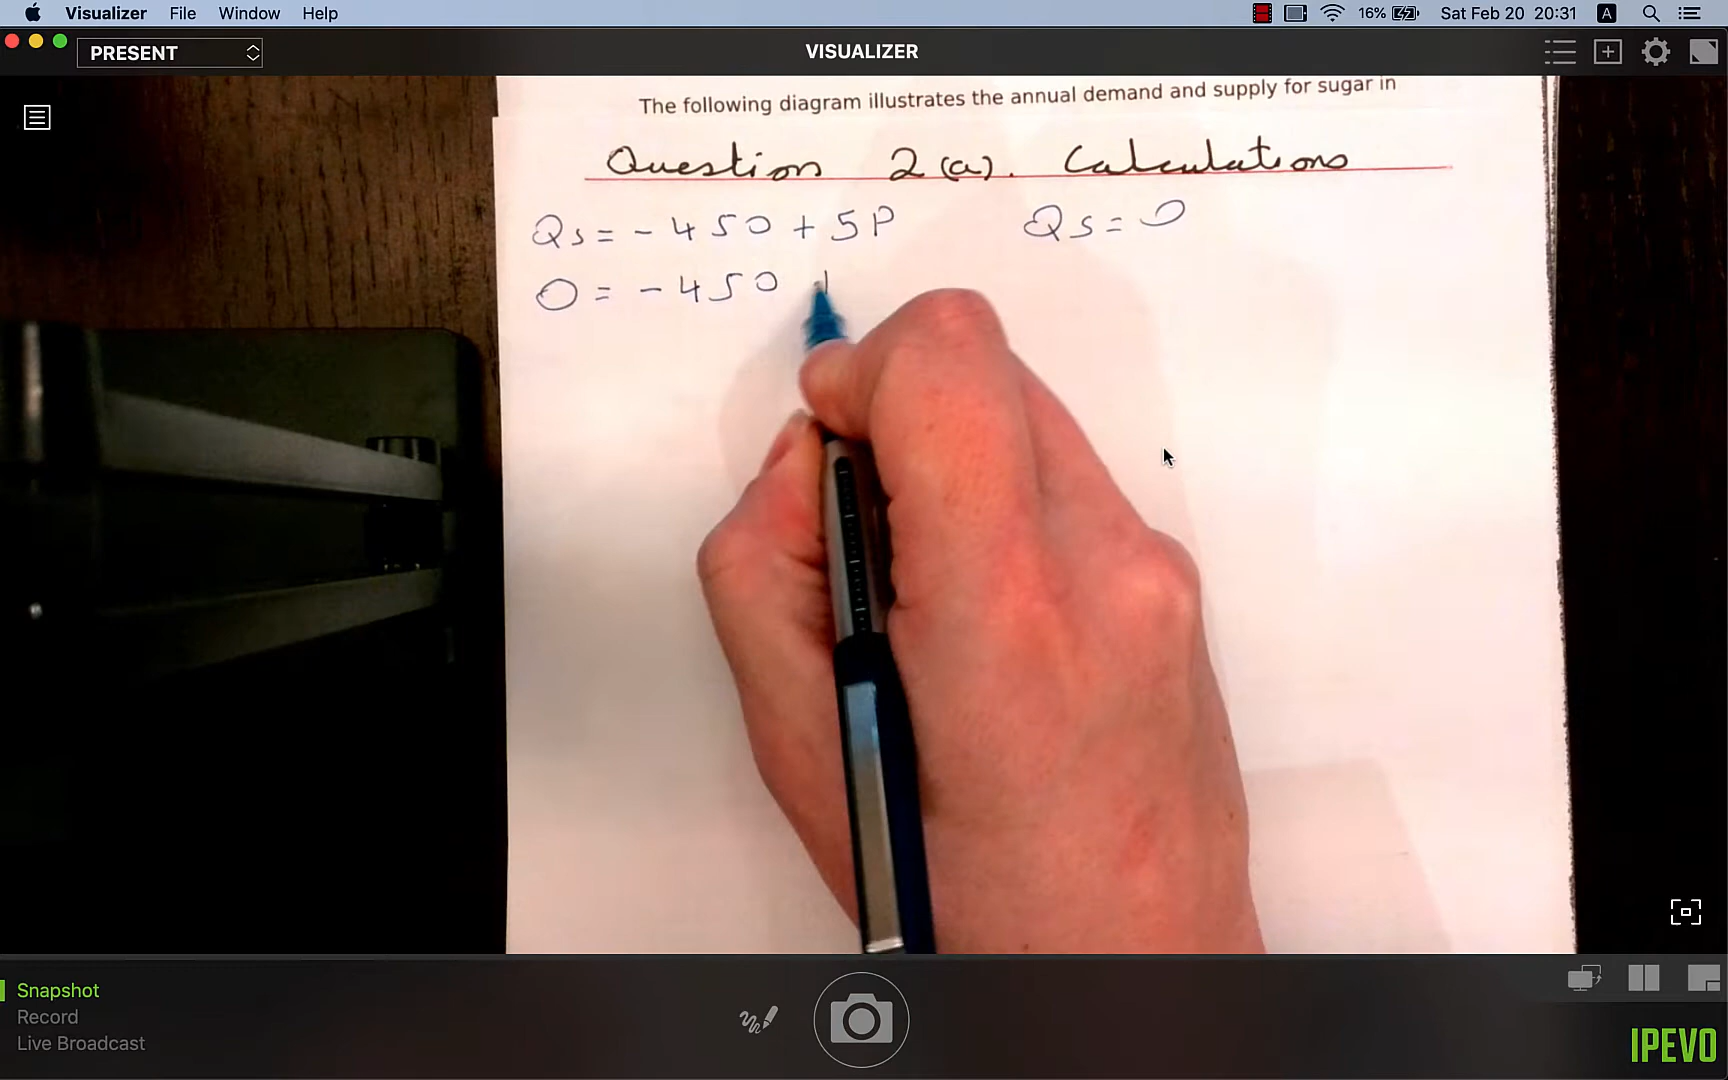 Visualizer File Window Help 16% Sat Feb 20 20:31 A
PRESENT VISUALIZER
The following diagram illustrates the annual demand and supply for sugar in
Question 2(a). Calculations
Qs = - 450 + 5P Qs = 0
0 = - 450 +
Snapshot
Record
Live Broadcast
IPEVO